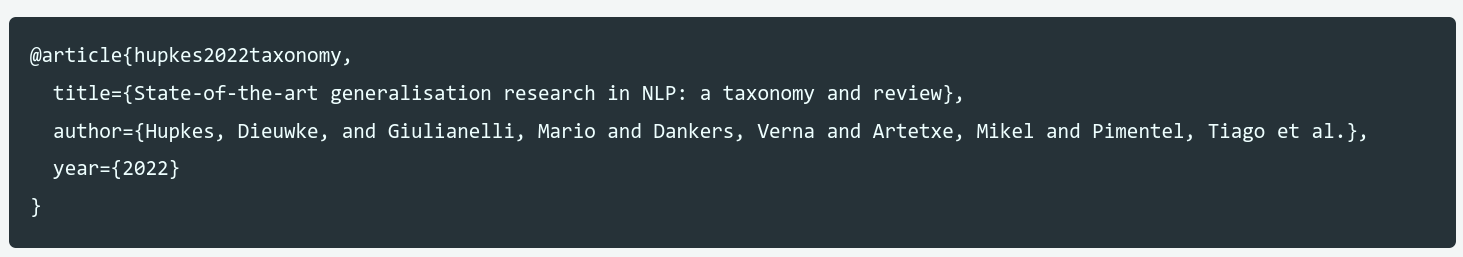 @article{hupkes2022taxonomy,
  title={State-of-the-art generalisation research in NLP: a taxonomy and review},
  author={Hupkes, Dieuwke, and Giulianelli, Mario and Dankers, Verna and Artetxe, Mikel and Pimentel, Tiago et al.},
  year={2022}
}